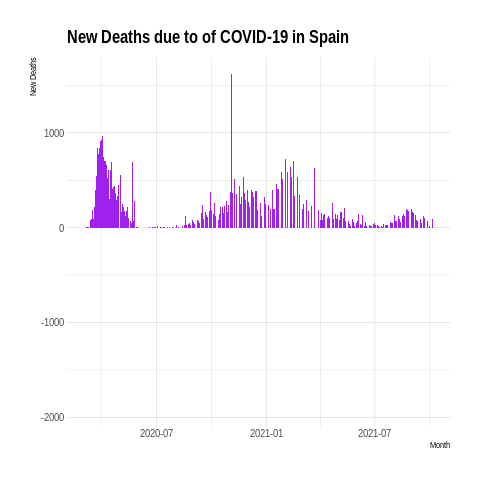 New Deaths due to of COVID-19 in Spain
New Deaths
1000
0
-1000
-2000
2020-07
2021-01
2021-07
Month